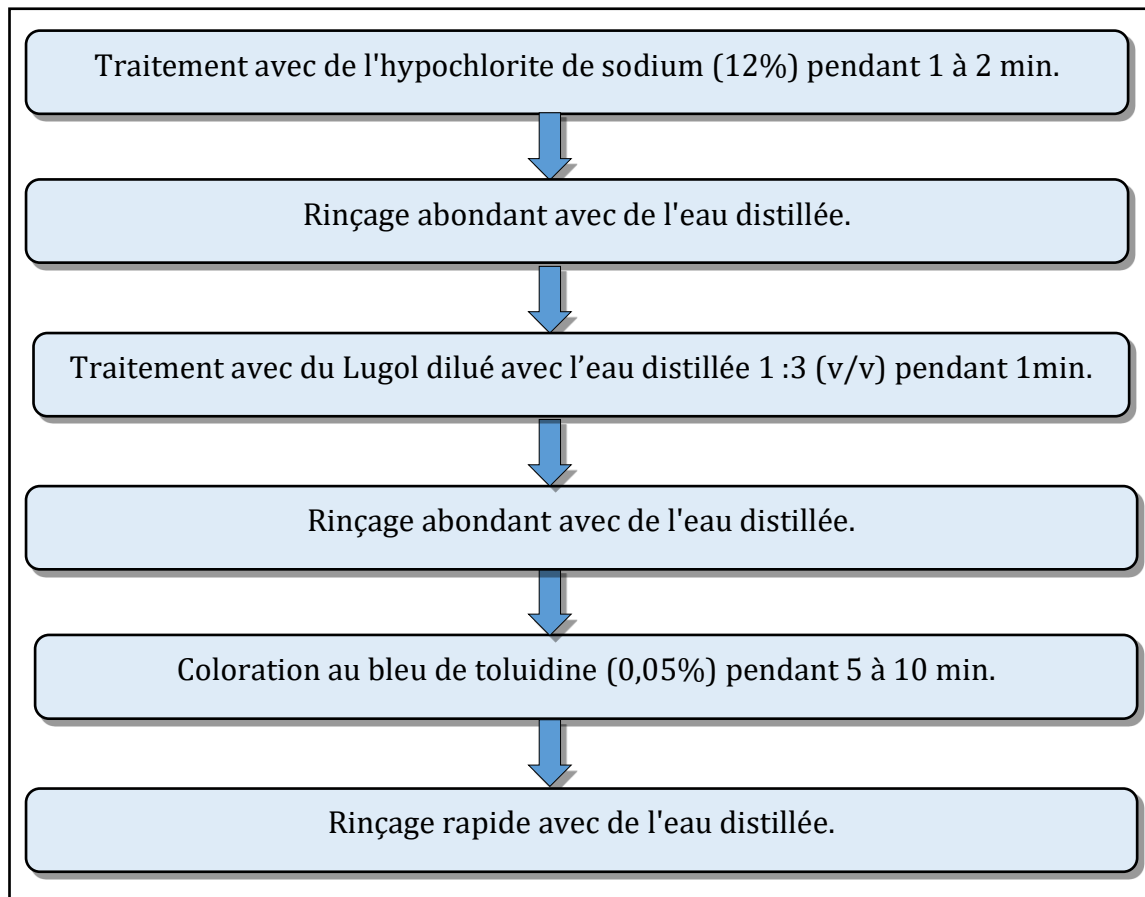 Traitement avec de l'hypochlorite de sodium (12%) pendant 1 à 2 min.
Rinçage abondant avec de l'eau distillée.
Traitement avec du Lugol dilué avec l’eau distillée 1 :3 (v/v) pendant 1min.
Rinçage abondant avec de l'eau distillée.
Coloration au bleu de toluidine (0,05%) pendant 5 à 10 min.
Rinçage rapide avec de l'eau distillée.